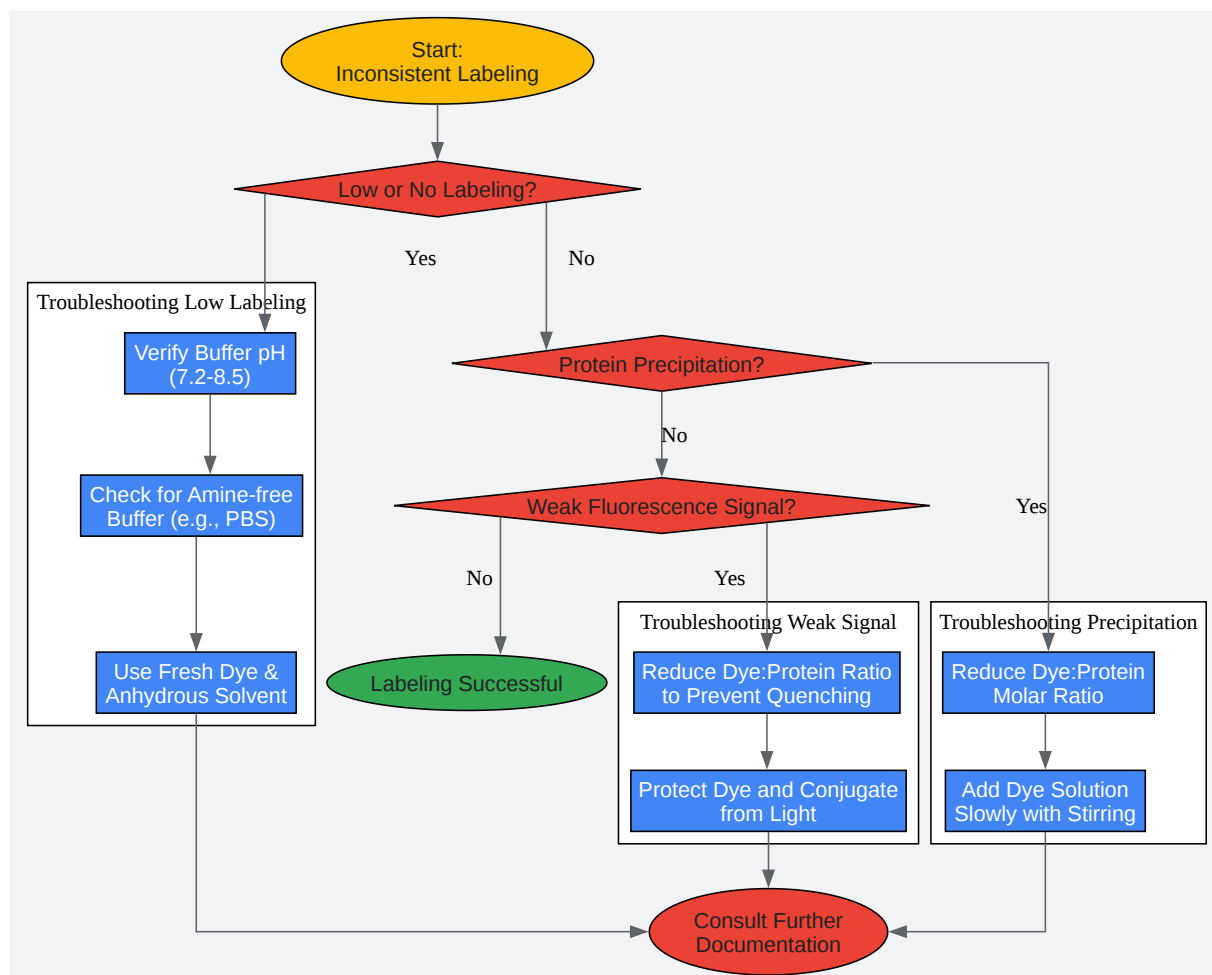 Start:
Inconsistent Labeling
Low or No Labeling?
Yes
No
Troubleshooting Low Labeling
Verify Buffer pH
(7.2-8.5)
Check for Amine-free
Buffer (e.g., PBS)
Use Fresh Dye &
Anhydrous Solvent
Protein Precipitation?
No
Yes
Weak Fluorescence Signal?
No
Yes
Labeling Successful
Troubleshooting Weak Signal
Reduce Dye:Protein Ratio
to Prevent Quenching
Protect Dye and Conjugate
from Light
Troubleshooting Precipitation
Reduce Dye:Protein
Molar Ratio
Add Dye Solution
Slowly with Stirring
Consult Further
Documentation